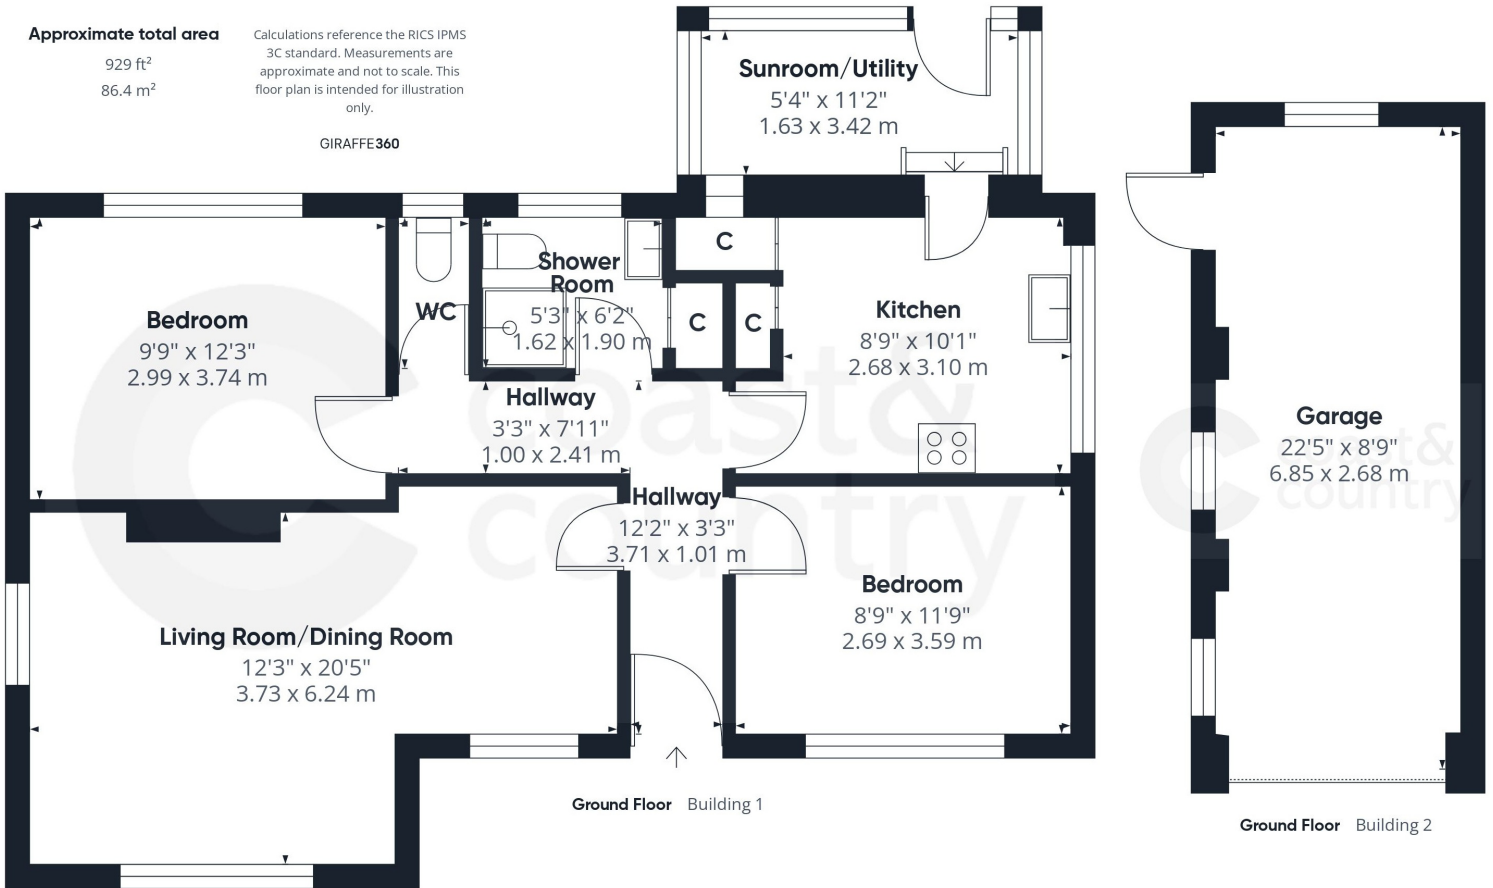 Approximate total area
929 ft²
86.4 m²
Calculations reference the RICS IPMS
3C standard. Measurements are
approximate and not to scale. This
floor plan is intended for illustration
only.
GIRAFFE360
Sunroom/Utility
5'4" x 11'2"
1.63 x 3.42 m
Bedroom
9'9" x 12'3"
2.99 x 3.74 m
WC
Shower
Room
5'3" x 6'2"
1.62 x 1.90 m
C
C
C
Kitchen
8'9" x 10'1"
2.68 x 3.10 m
Hallway
3'3" x 7'11"
1.00 x 2.41 m
Hallway
12'2" x 3'3"
3.71 x 1.01 m
Bedroom
8'9" x 11'9"
2.69 x 3.59 m
Living Room/Dining Room
12'3" x 20'5"
3.73 x 6.24 m
Ground Floor Building 1
Garage
22'5" x 8'9"
6.85 x 2.68 m
Ground Floor Building 2
coast&
country
coast&
country